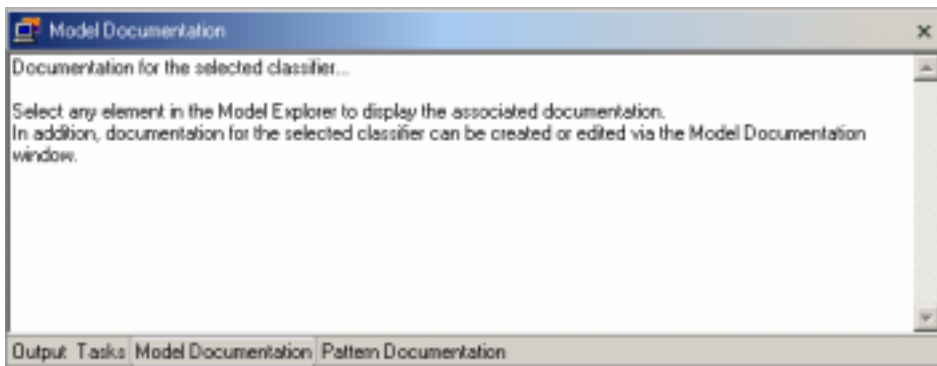 Model Documentation
Documentation for the selected classifier...
Select any element in the Model Explorer to display the associated documentation.
In addition, documentation for the selected classifier can be created or edited via the Model Documentation
window.
Output Tasks Model Documentation Pattern Documentation